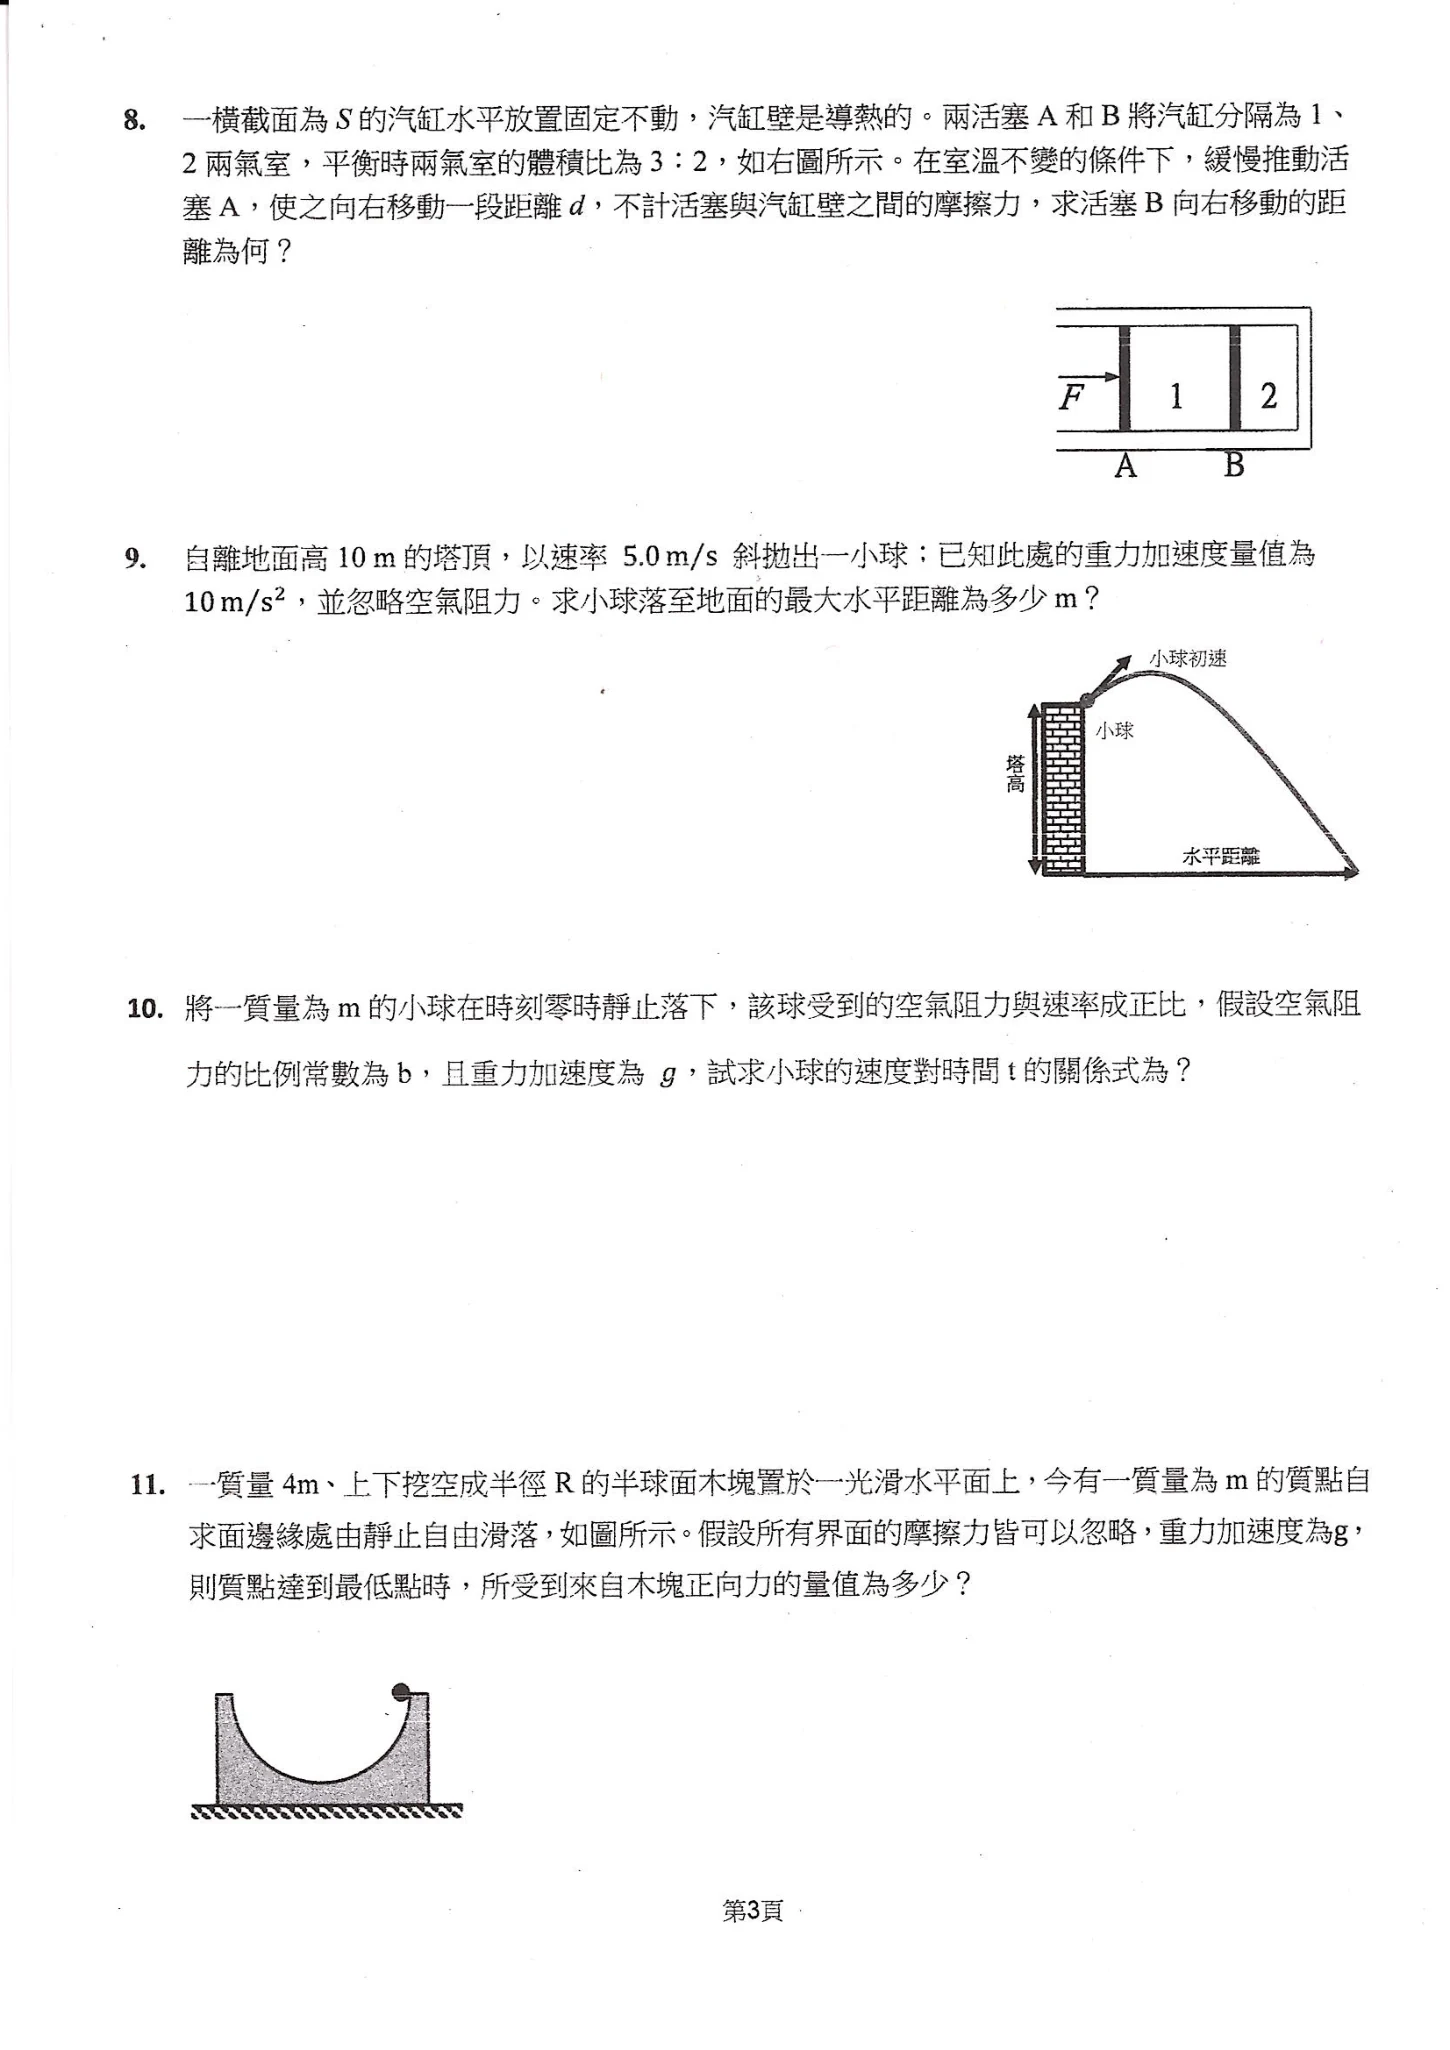 8. 一橫截面為 S 的汽缸水平放置固定不動，汽缸壁是導熱的。兩活塞 A 和 B 將汽缸分隔為 1、
2 兩氣室，平衡時兩氣室的體積比為 3：2，如右圖所示。在室溫不變的條件下，緩慢推動活
塞 A，使之向右移動一段距離 d，不計活塞與汽缸壁之間的摩擦力，求活塞 B 向右移動的距
離為何？
F
1
2
A
B
9. 自離地面高 10 m 的塔頂，以速率 5.0 m/s 斜拋出一小球；已知此處的重力加速度量值為
10 m/s²，並忽略空氣阻力。求小球落至地面的最大水平距離為多少 m？
小球初速
小球
塔高
水平距離
10. 將一質量為 m 的小球在時刻零時靜止落下，該球受到的空氣阻力與速率成正比，假設空氣阻
力的比例常數為 b，且重力加速度為 g，試求小球的速度對時間 t 的關係式為？
11. 一質量 4m、上下挖空成半徑 R 的半球面木塊置於一光滑水平面上，今有一質量為 m 的質點自
求面邊緣處由靜止自由滑落，如圖所示。假設所有界面的摩擦力皆可以忽略，重力加速度為g，
則質點達到最低點時，所受到來自木塊正向力的量值為多少？
第3頁